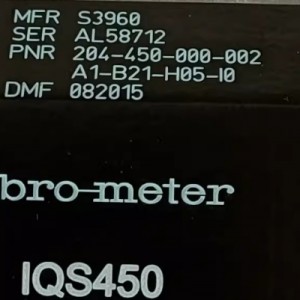 MFR S3960
SER AL58712
PNR 204-450-000-002
A1-B21-H05-I0
DMF 082015
bro-meter
IQS450